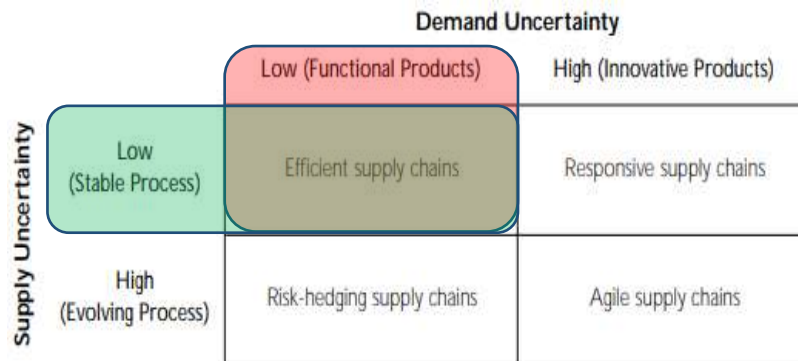 Demand Uncertainty
Low (Functional Products) High (Innovative Products)
Supply Uncertainty
Low
(Stable Process)
Efficient supply chains Responsive supply chains
High
(Evolving Process)
Risk-hedging supply chains Agile supply chains